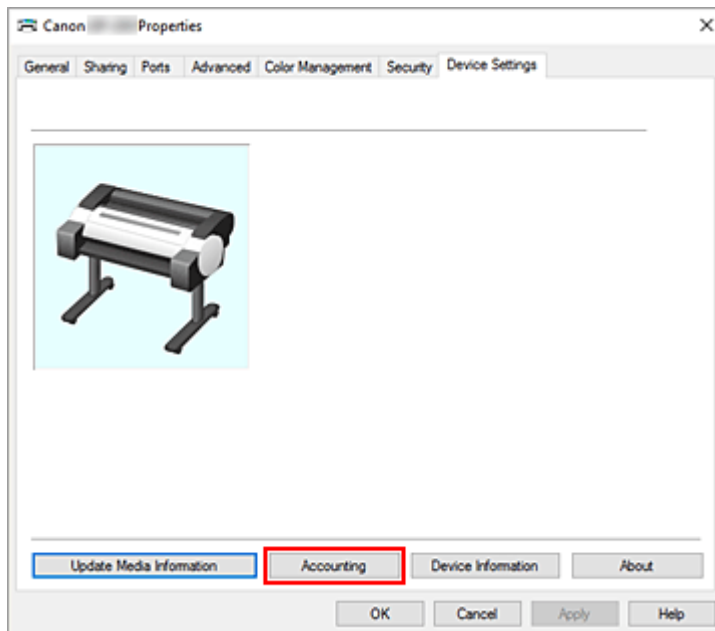 Canon Properties
General Sharing Ports Advanced Color Management Security Device Settings
Update Media Information Accounting Device Information About
OK Cancel Apply Help